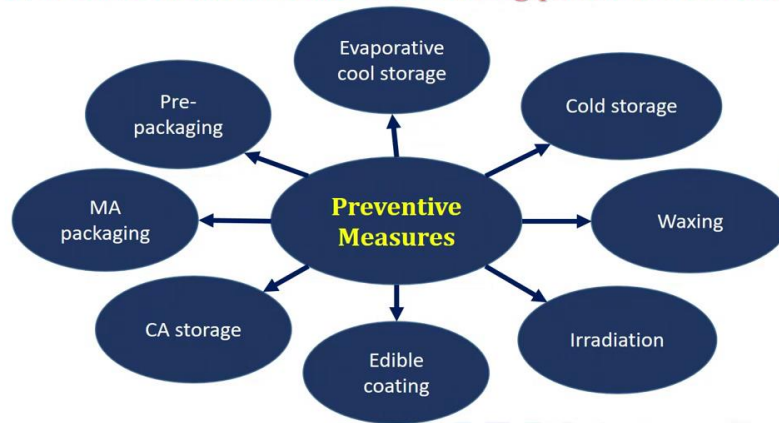 Evaporative
cool storage
Pre-
packaging
Cold storage
MA
packaging
Preventive
Measures
Waxing
CA storage
Irradiation
Edible
coating